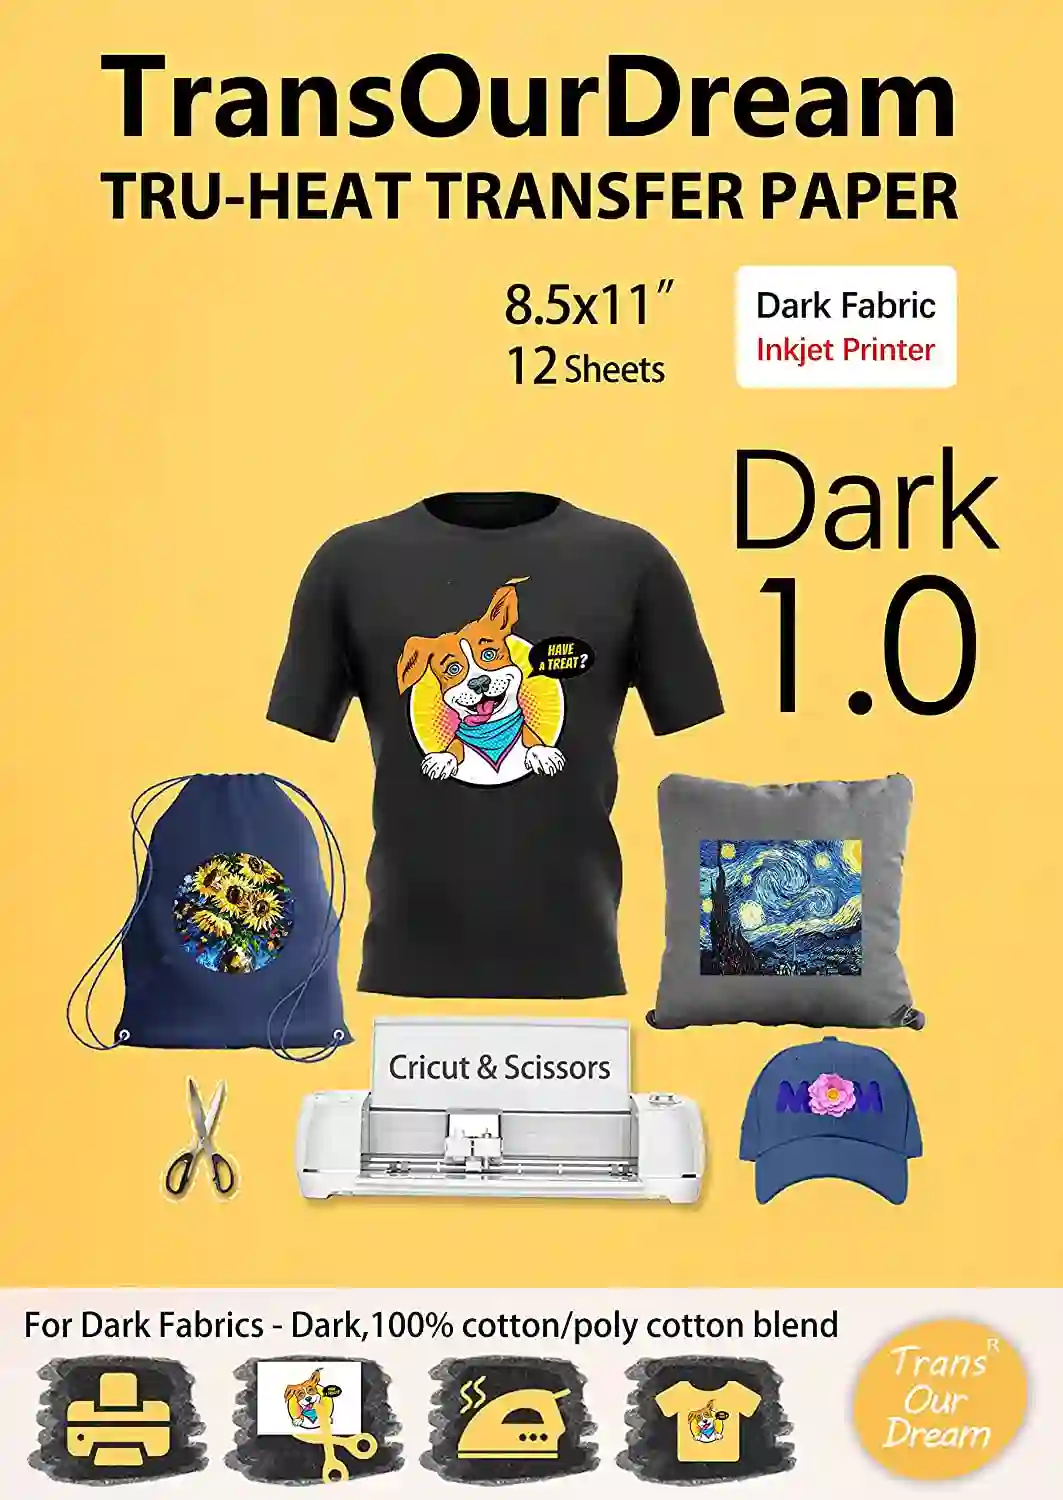 TransOurDream
TRU-HEAT TRANSFER PAPER
8.5x11"
12 Sheets
Dark Fabric
Inkjet Printer
Dark
1.0
HAVE
A TREAT?
Cricut & Scissors
MOM
For Dark Fabrics - Dark,100% cotton/poly cotton blend
Trans R
Our
Dream